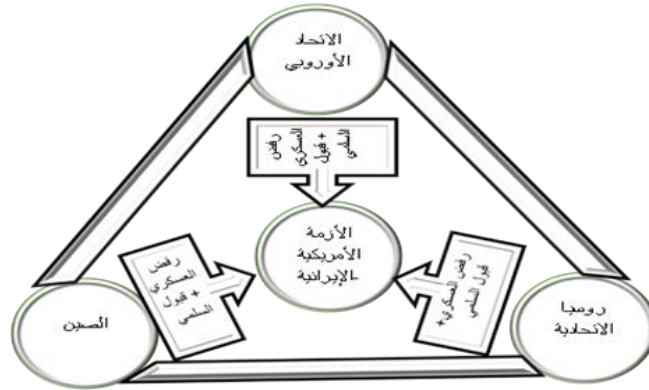 الاتحاد
الأوروبي
رفض
العسكري
+ قبول
السلمي
الأزمة
الأمريكية
-الإيرانية
رفض
العسكري
+ قبول
السلمي
رفض العسكري+
قبول السلمي
الصين
روسيا
الاتحادية